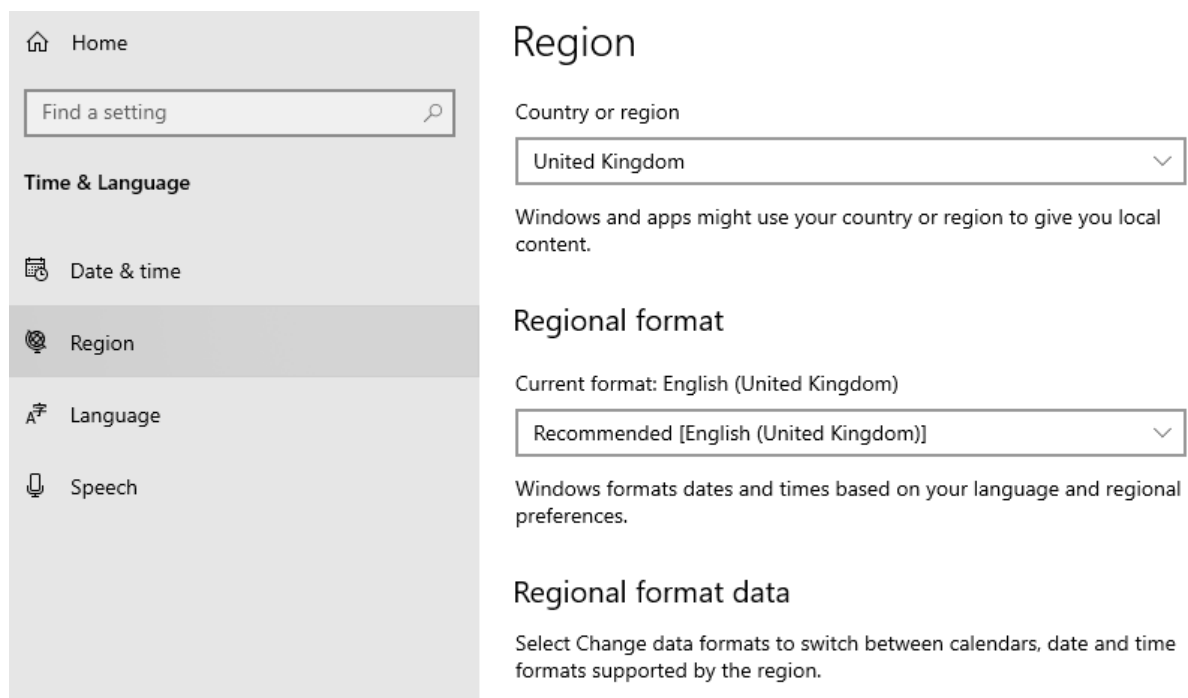 Home
Find a setting
Time & Language
Date & time
Region
Language
Speech
Region
Country or region
United Kingdom
Windows and apps might use your country or region to give you local
content.
Regional format
Current format: English (United Kingdom)
Recommended [English (United Kingdom)]
Windows formats dates and times based on your language and regional
preferences.
Regional format data
Select Change data formats to switch between calendars, date and time
formats supported by the region.